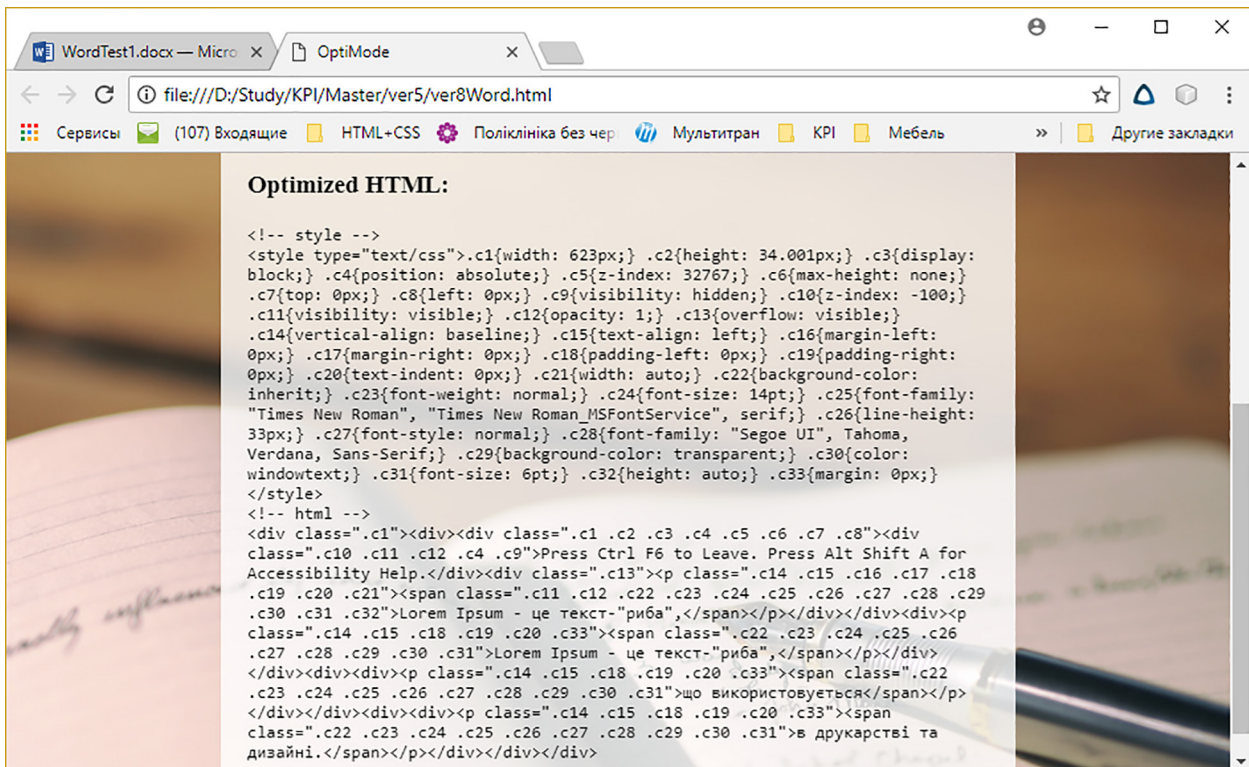 WordTest1.docx — Micro
OptiMode
file:///D:/Study/KPI/Master/ver5/ver8Word.html
Сервисы (107) Входящие HTML+CSS Поліклініка без чер Мультитран KPI Мебель » Другие закладки
Optimized HTML:
<!-- style -->
<style type="text/css">.c1{width: 623px;} .c2{height: 34.001px;} .c3{display:
block;} .c4{position: absolute;} .c5{z-index: 32767;} .c6{max-height: none;}
.c7{top: 0px;} .c8{left: 0px;} .c9{visibility: hidden;} .c10{z-index: -100;}
.c11{visibility: visible;} .c12{opacity: 1;} .c13{overflow: visible;}
.c14{vertical-align: baseline;} .c15{text-align: left;} .c16{margin-left:
0px;} .c17{margin-right: 0px;} .c18{padding-left: 0px;} .c19{padding-right:
0px;} .c20{text-indent: 0px;} .c21{width: auto;} .c22{background-color:
inherit;} .c23{font-weight: normal;} .c24{font-size: 14pt;} .c25{font-family:
"Times New Roman", "Times New Roman_MSFontService", serif;} .c26{line-height:
33px;} .c27{font-style: normal;} .c28{font-family: "Segoe UI", Tahoma,
Verdana, Sans-Serif;} .c29{background-color: transparent;} .c30{color:
windowtext;} .c31{font-size: 6pt;} .c32{height: auto;} .c33{margin: 0px;}
</style>
<!-- html -->
<div class=".c1"><div><div class=".c1 .c2 .c3 .c4 .c5 .c6 .c7 .c8"><div
class=".c10 .c11 .c12 .c4 .c9">Press Ctrl F6 to Leave. Press Alt Shift A for
Accessibility Help.</div><div class=".c13"><p class=".c14 .c15 .c16 .c17 .c18
.c19 .c20 .c21"><span class=".c11 .c12 .c22 .c23 .c24 .c25 .c26 .c27 .c28 .c29
.c30 .c31 .c32">Lorem Ipsum - це текст-"риба",</span></p></div></div><div><p
class=".c14 .c15 .c18 .c19 .c20 .c33"><span class=".c22 .c23 .c24 .c25 .c26
.c27 .c28 .c29 .c30 .c31">Lorem Ipsum - це текст-"риба",</span></p></div>
</div><div><div><p class=".c14 .c15 .c18 .c19 .c20 .c33"><span class=".c22
.c23 .c24 .c25 .c26 .c27 .c28 .c29 .c30 .c31">що використовується</span></p>
</div></div><div><div><p class=".c14 .c15 .c18 .c19 .c20 .c33"><span
class=".c22 .c23 .c24 .c25 .c26 .c27 .c28 .c29 .c30 .c31">в друкарстві та
дизайні.</span></p></div></div></div>